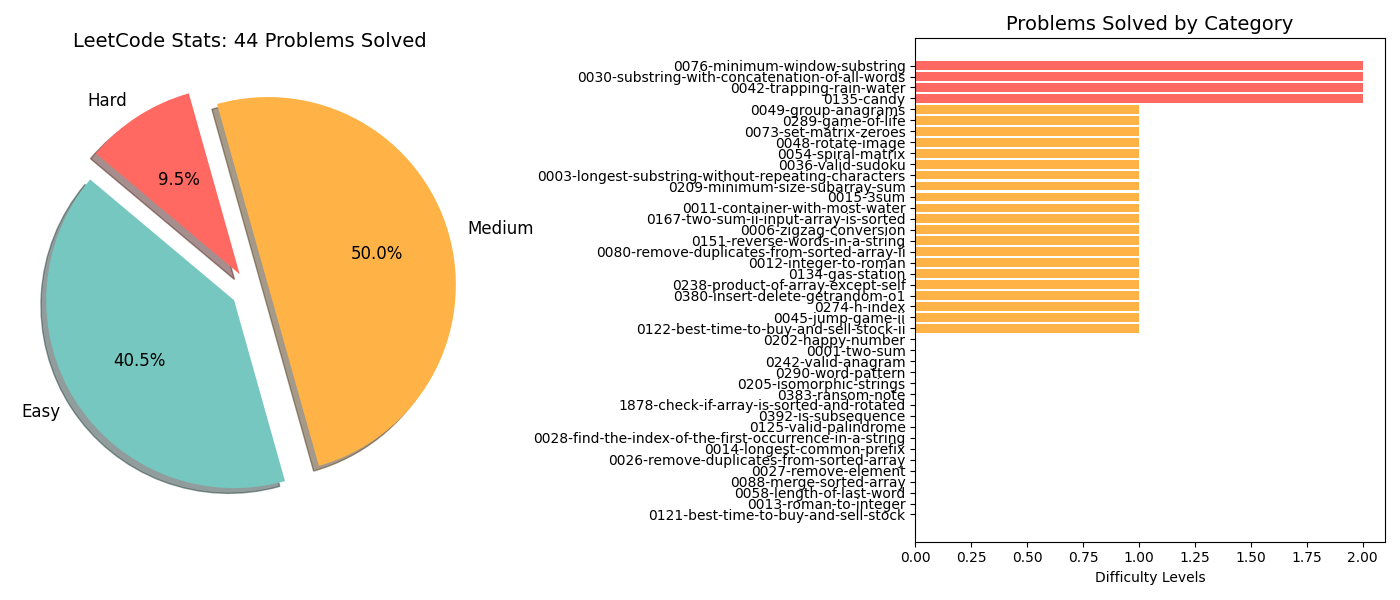 LeetCode Stats: 44 Problems Solved
Hard
9.5%
Medium
50.0%
40.5%
Easy
Problems Solved by Category
0076-minimum-window-substring
0030-substring-with-concatenation-of-all-words
0042-trapping-rain-water
0135-candy
0049-group-anagrams
0289-game-of-life
0073-set-matrix-zeroes
0048-rotate-image
0054-spiral-matrix
0036-valid-sudoku
0003-longest-substring-without-repeating-characters
0209-minimum-size-subarray-sum
0015-3sum
0011-container-with-most-water
0167-two-sum-ii-input-array-is-sorted
0006-zigzag-conversion
0151-reverse-words-in-a-string
0080-remove-duplicates-from-sorted-array-ii
0012-integer-to-roman
0134-gas-station
0238-product-of-array-except-self
0380-insert-delete-getrandom-o1
0274-h-index
0045-jump-game-ii
0122-best-time-to-buy-and-sell-stock-ii
0202-happy-number
0001-two-sum
0242-valid-anagram
0290-word-pattern
0205-isomorphic-strings
0383-ransom-note
1878-check-if-array-is-sorted-and-rotated
0392-is-subsequence
0125-valid-palindrome
0028-find-the-index-of-the-first-occurrence-in-a-string
0014-longest-common-prefix
0026-remove-duplicates-from-sorted-array
0027-remove-element
0088-merge-sorted-array
0058-length-of-last-word
0013-roman-to-integer
0121-best-time-to-buy-and-sell-stock
0.00 0.25 0.50 0.75 1.00 1.25 1.50 1.75 2.00
Difficulty Levels